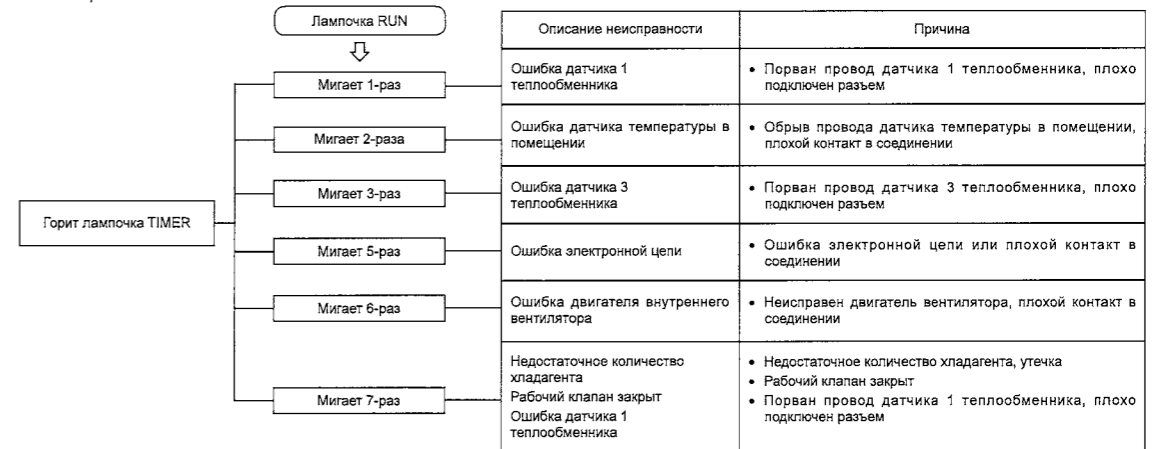 Лампочка RUN
Описание неисправности
Причина
Горит лампочка TIMER
Мигает 1-раз
Ошибка датчика 1
теплообменника
• Порван провод датчика 1 теплообменника, плохо
подключен разъем
Мигает 2-раза
Ошибка датчика температуры в
помещении
• Обрыв провода датчика температуры в помещении,
плохой контакт в соединении
Мигает 3-раз
Ошибка датчика 3
теплообменника
• Порван провод датчика 3 теплообменника, плохо
подключен разъем
Мигает 5-раз
Ошибка электронной цепи
• Ошибка электронной цепи или плохой контакт в
соединении
Мигает 6-раз
Ошибка двигателя внутреннего
вентилятора
• Неисправен двигатель вентилятора, плохой контакт в
соединении
Мигает 7-раз
Недостаточное количество
хладагента
Рабочий клапан закрыт
Ошибка датчика 1
теплообменника
• Недостаточное количество хладагента, утечка
• Рабочий клапан закрыт
• Порван провод датчика 1 теплообменника, плохо
подключен разъем